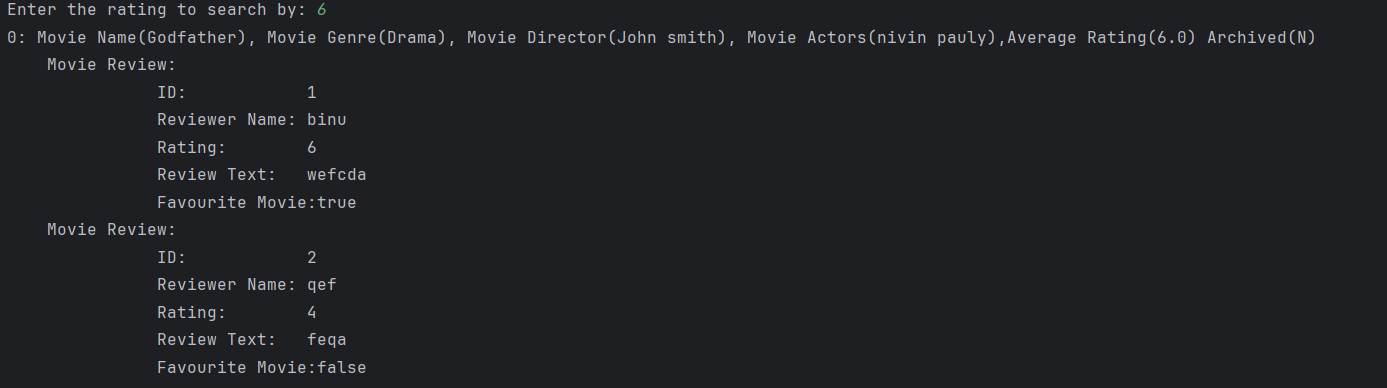 Enter the rating to search by: 6
0: Movie Name(Godfather), Movie Genre(Drama), Movie Director(John smith), Movie Actors(nivin pauly),Average Rating(6.0) Archived(N)
Movie Review:
ID: 1
Reviewer Name: binu
Rating: 6
Review Text: wefcda
Favourite Movie:true
Movie Review:
ID: 2
Reviewer Name: qef
Rating: 4
Review Text: feqa
Favourite Movie:false